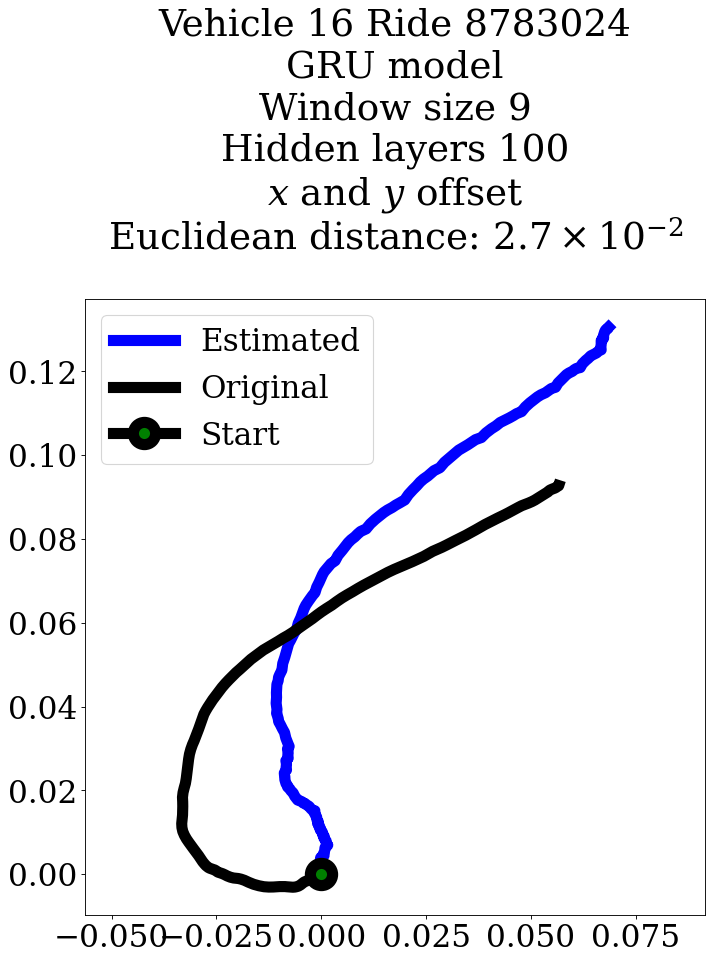 Vehicle 16 Ride 8783024
GRU model
Window size 9
Hidden layers 100
x and y offset
Euclidean distance: 2.7 × 10⁻²
Estimated
Original
Start
0.12
0.10
0.08
0.06
0.04
0.02
0.00
−0.050 −0.025 0.000 0.025 0.050 0.075